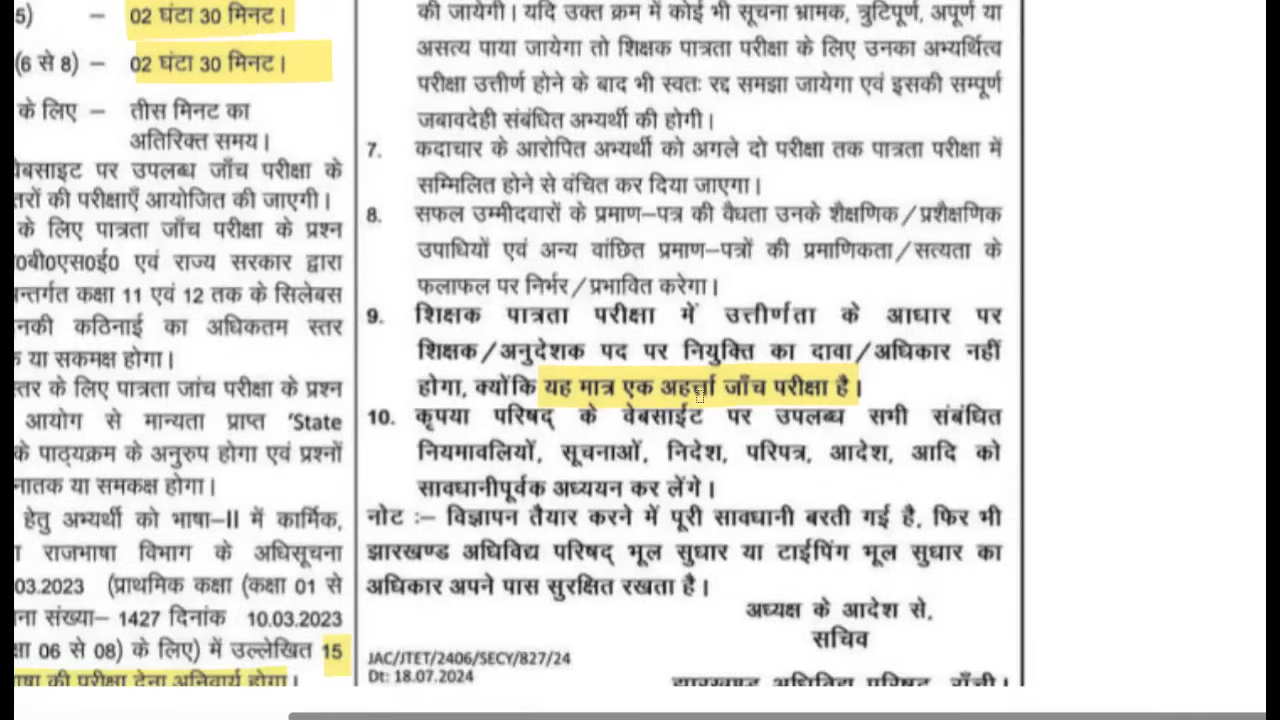 5) – 02 घंटा 30 मिनट।
(6 से 8) – 02 घंटा 30 मिनट।
के लिए – तीस मिनट का
अतिरिक्त समय।
बसाइट पर उपलब्ध जाँच परीक्षा के
तरों की परीक्षाएँ आयोजित की जाएगी।
के लिए पात्रता जाँच परीक्षा के प्रश्न
0बी0एस0ई0 एवं राज्य सरकार द्वारा
न्तर्गत कक्षा 11 एवं 12 तक के सिलेबस
नकी कठिनाई का अधिकतम स्तर
या सकमक्ष होगा।
स्तर के लिए पात्रता जांच परीक्षा के प्रश्न
आयोग से मान्यता प्राप्त 'State
के पाठ्यक्रम के अनुरुप होगा एवं प्रश्नों
नातक या समकक्ष होगा।
हेतु अभ्यर्थी को भाषा–II में कार्मिक,
राजभाषा विभाग के अधिसूचना
03.2023 (प्राथमिक कक्षा (कक्षा 01 से
ना संख्या– 1427 दिनांक 10.03.2023
क्षा 06 से 08) के लिए) में उल्लेखित 15
भाषा की परीक्षा देना अनिवार्य होगा।
की जायेगी। यदि उक्त क्रम में कोई भी सूचना भ्रामक, त्रुटिपूर्ण, अपूर्ण या
असत्य पाया जायेगा तो शिक्षक पात्रता परीक्षा के लिए उनका अभ्यर्थित्व
परीक्षा उत्तीर्ण होने के बाद भी स्वतः रद्द समझा जायेगा एवं इसकी सम्पूर्ण
जबावदेही संबंधित अभ्यर्थी की होगी।
7. कदाचार के आरोपित अभ्यर्थी को अगले दो परीक्षा तक पात्रता परीक्षा में
सम्मिलित होने से वंचित कर दिया जाएगा।
8. सफल उम्मीदवारों के प्रमाण–पत्र की वैधता उनके शैक्षणिक/प्रशैक्षणिक
उपाधियों एवं अन्य वांछित प्रमाण–पत्रों की प्रमाणिकता/सत्यता के
फलाफल पर निर्भर/प्रभावित करेगा।
9. शिक्षक पात्रता परीक्षा में उत्तीर्णता के आधार पर
शिक्षक/अनुदेशक पद पर नियुक्ति का दावा/अधिकार नहीं
होगा, क्योंकि यह मात्र एक अहर्त्ता जाँच परीक्षा है।
10. कृपया परिषद् के वेबसाईट पर उपलब्ध सभी संबंधित
नियमावलियों, सूचनाओं, निदेश, परिपत्र, आदेश, आदि को
सावधानीपूर्वक अध्ययन कर लेंगे।
नोट :– विज्ञापन तैयार करने में पूरी सावधानी बरती गई है, फिर भी
झारखण्ड अधिविद्य परिषद् भूल सुधार या टाईपिंग भूल सुधार का
अधिकार अपने पास सुरक्षित रखता है।
अध्यक्ष के आदेश से,
सचिव
JAC/JTET/2406/SECY/827/24
Dt: 18.07.2024
झारखण्ड अधिविद्य परिषद्, राँची।